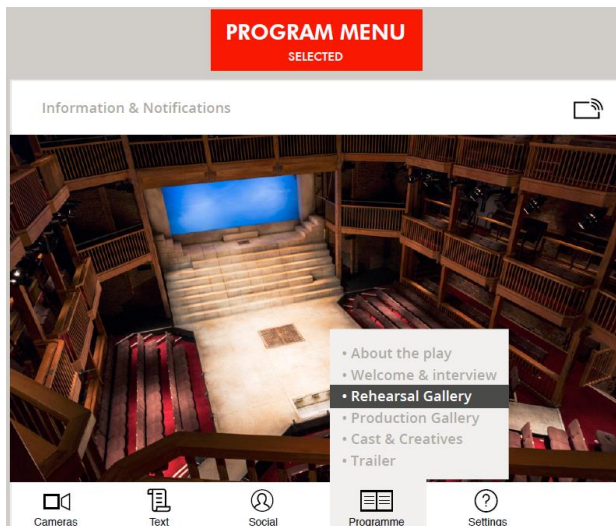 PROGRAM MENU
SELECTED
Information & Notifications
• About the play
• Welcome & interview
• Rehearsal Gallery
• Production Gallery
• Cast & Creatives
• Trailer
Cameras Text Social Programme Settings